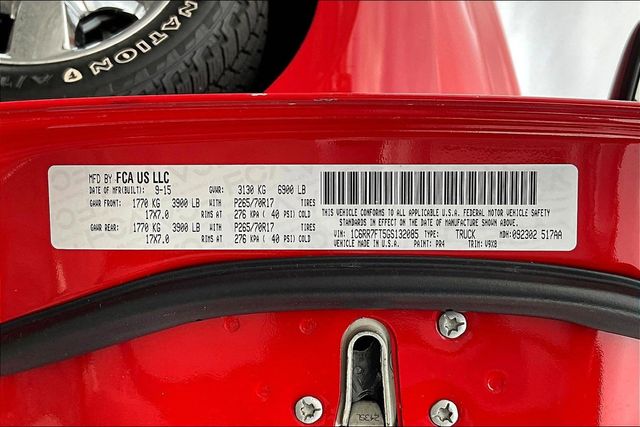 NATION
MFD BY FCA US LLC
DATE OF MFR(BUILT): 9-15 GVWR: 3130 KG 6900 LB
GAWR FRONT: 1770 KG 3900 LB WITH P265/70R17 TIRES
17X7.0 RIMS AT 276 KPA ( 40 PSI) COLD
GAWR REAR: 1770 KG 3900 LB WITH P265/70R17 TIRES
17X7.0 RIMS AT 276 KPA ( 40 PSI) COLD
THIS VEHICLE CONFORMS TO ALL APPLICABLE U.S.A. FEDERAL MOTOR VEHICLE SAFETY
STANDARDS IN EFFECT ON THE DATE OF MANUFACTURE SHOWN ABOVE.
VIN: 1C6RR7FT5GS132085 TYPE: TRUCK MDH: 092302 517AA
VEHICLE MADE IN U.S.A. PAINT: PR4 TRIM: V9X8